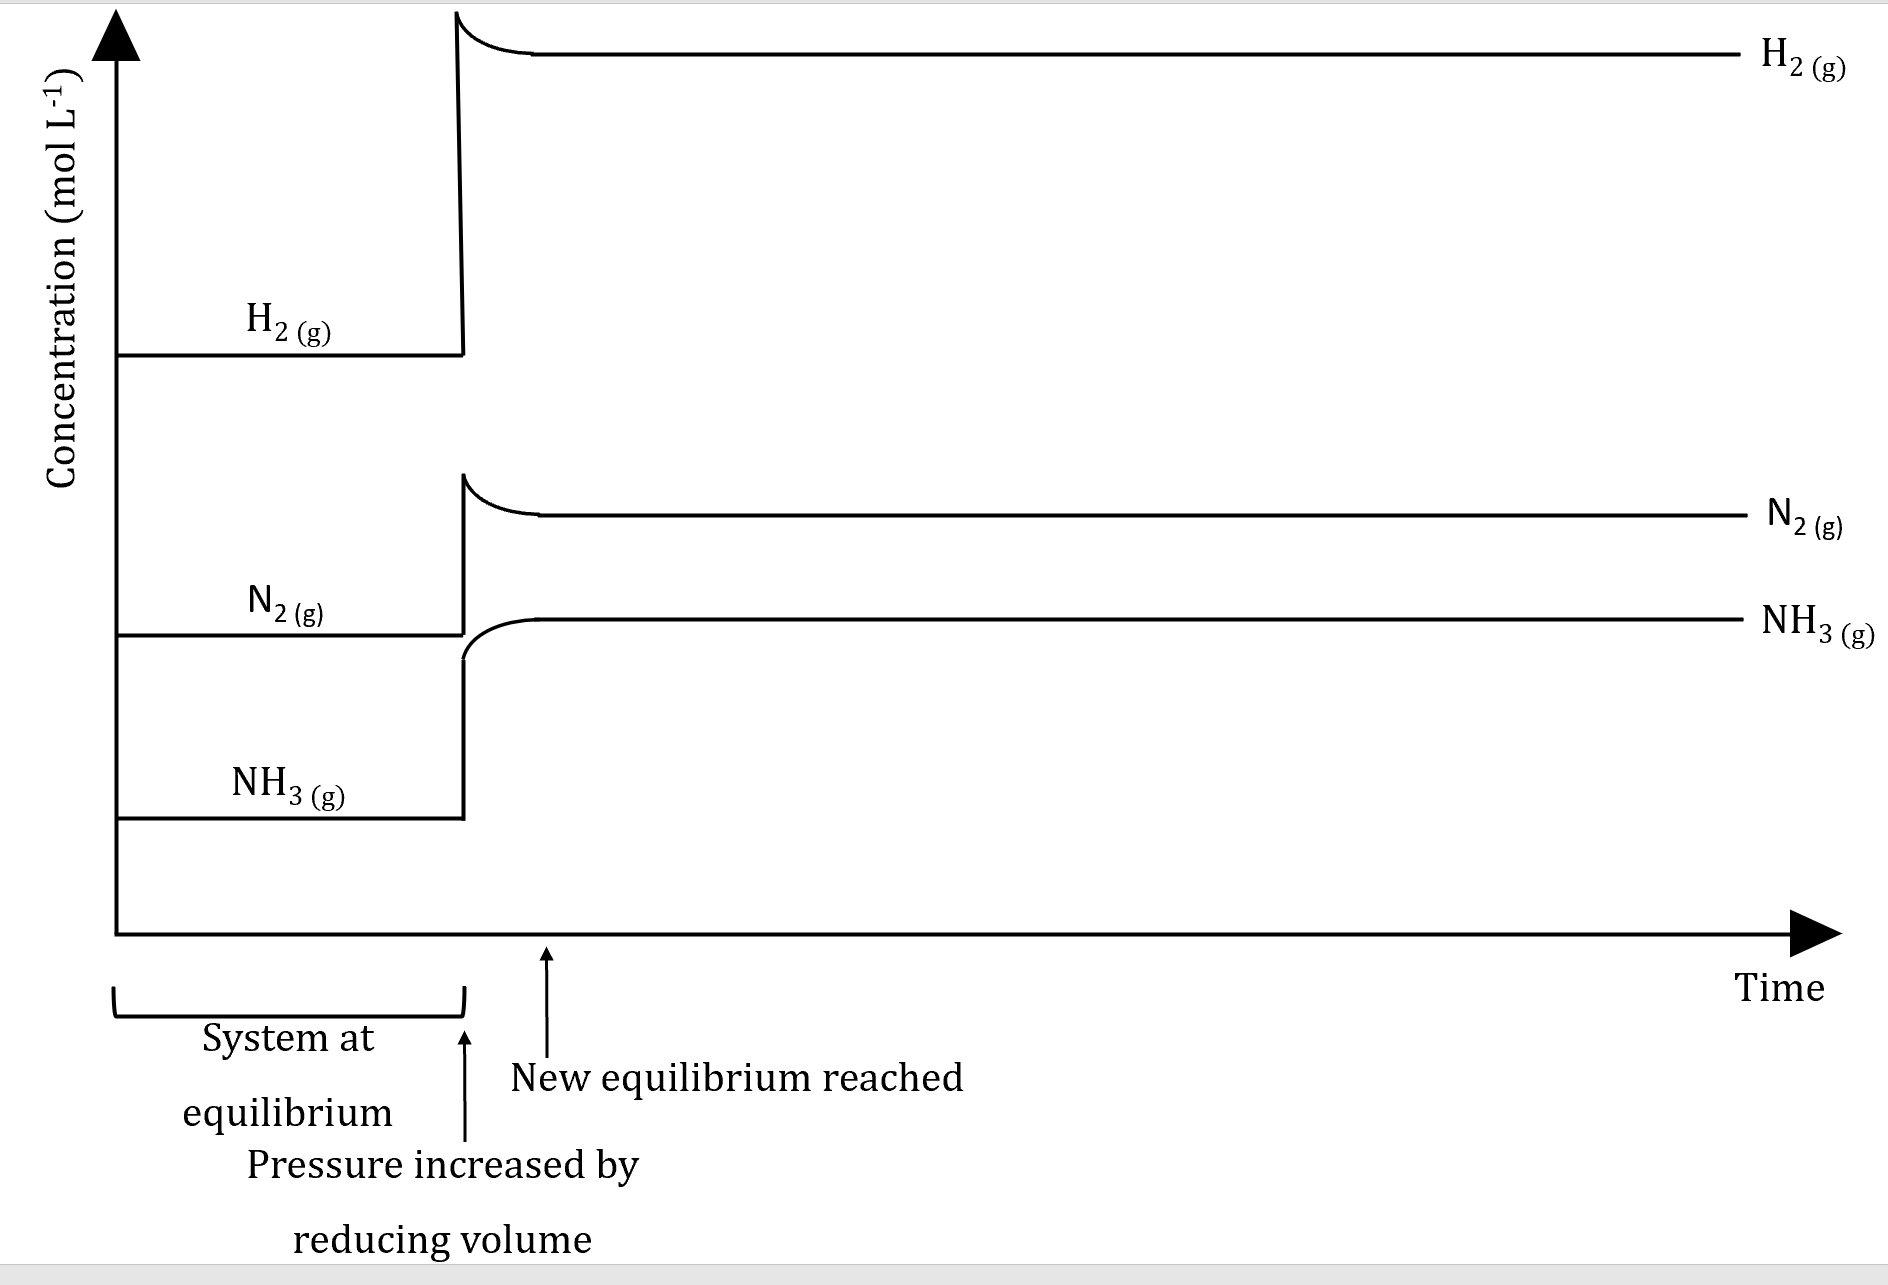 Concentration (mol L⁻¹)
H₂ (g)
H₂ (g)
N₂ (g)
N₂ (g)
NH₃ (g)
NH₃ (g)
Time
System at
equilibrium
New equilibrium reached
Pressure increased by
reducing volume